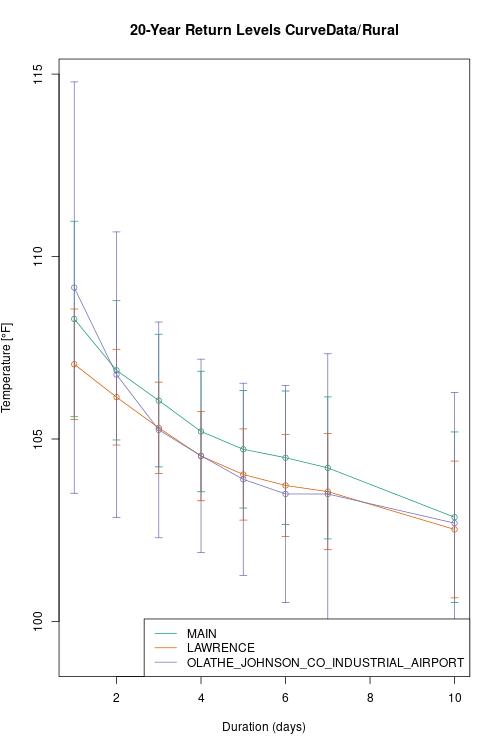 20-Year Return Levels CurveData/Rural
115
110
105
100
Temperature [°F]
MAIN
LAWRENCE
OLATHE_JOHNSON_CO_INDUSTRIAL_AIRPORT
2 4 6 8 10
Duration (days)